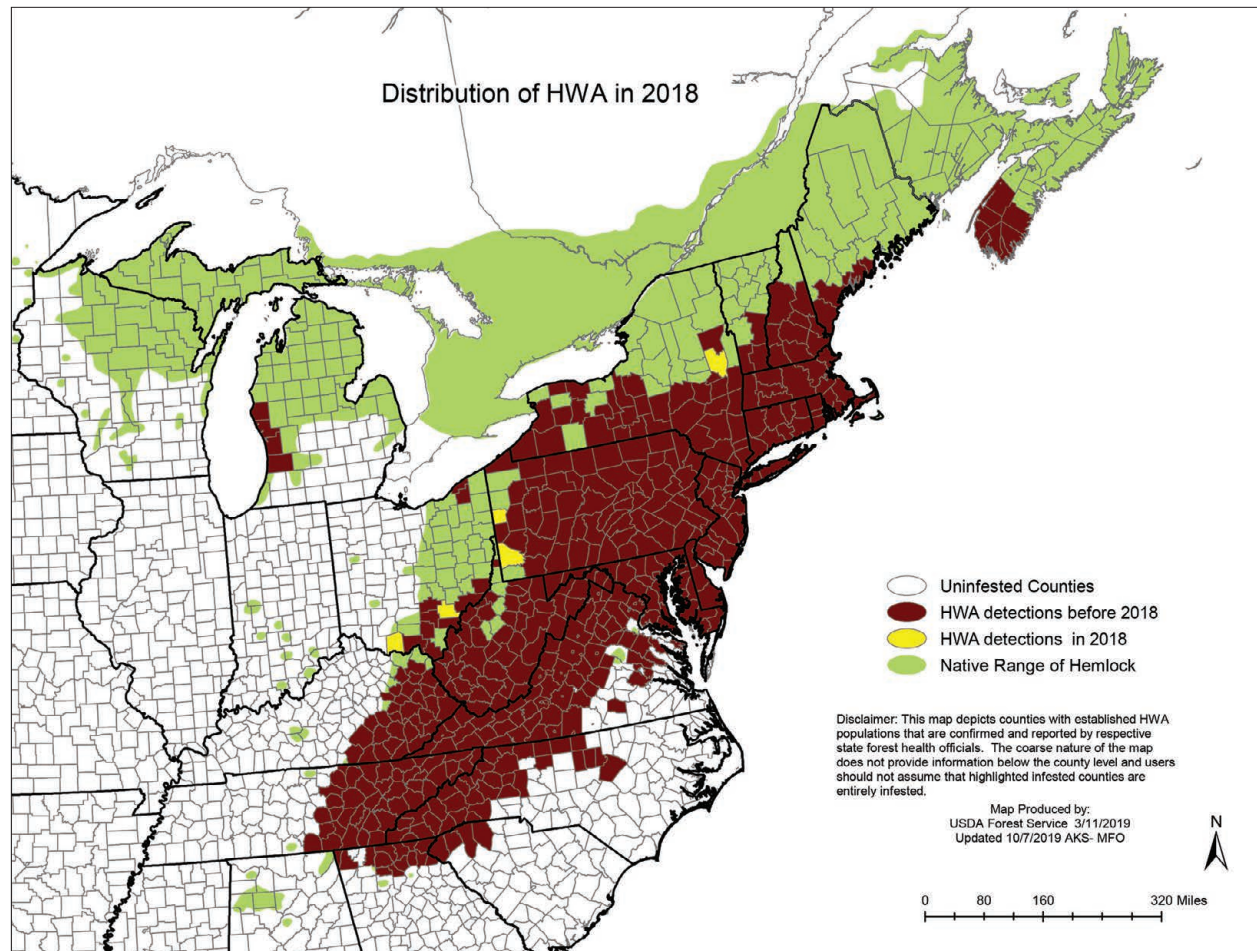 Distribution of HWA in 2018
Uninfested Counties
HWA detections before 2018
HWA detections in 2018
Native Range of Hemlock
Disclaimer: This map depicts counties with established HWA
populations that are confirmed and reported by respective
state forest health officials. The coarse nature of the map
does not provide information below the county level and users
should not assume that highlighted infested counties are
entirely infested.
Map Produced by:
USDA Forest Service 3/11/2019
Updated 10/7/2019 AKS- MFO
N
0 80 160 320 Miles